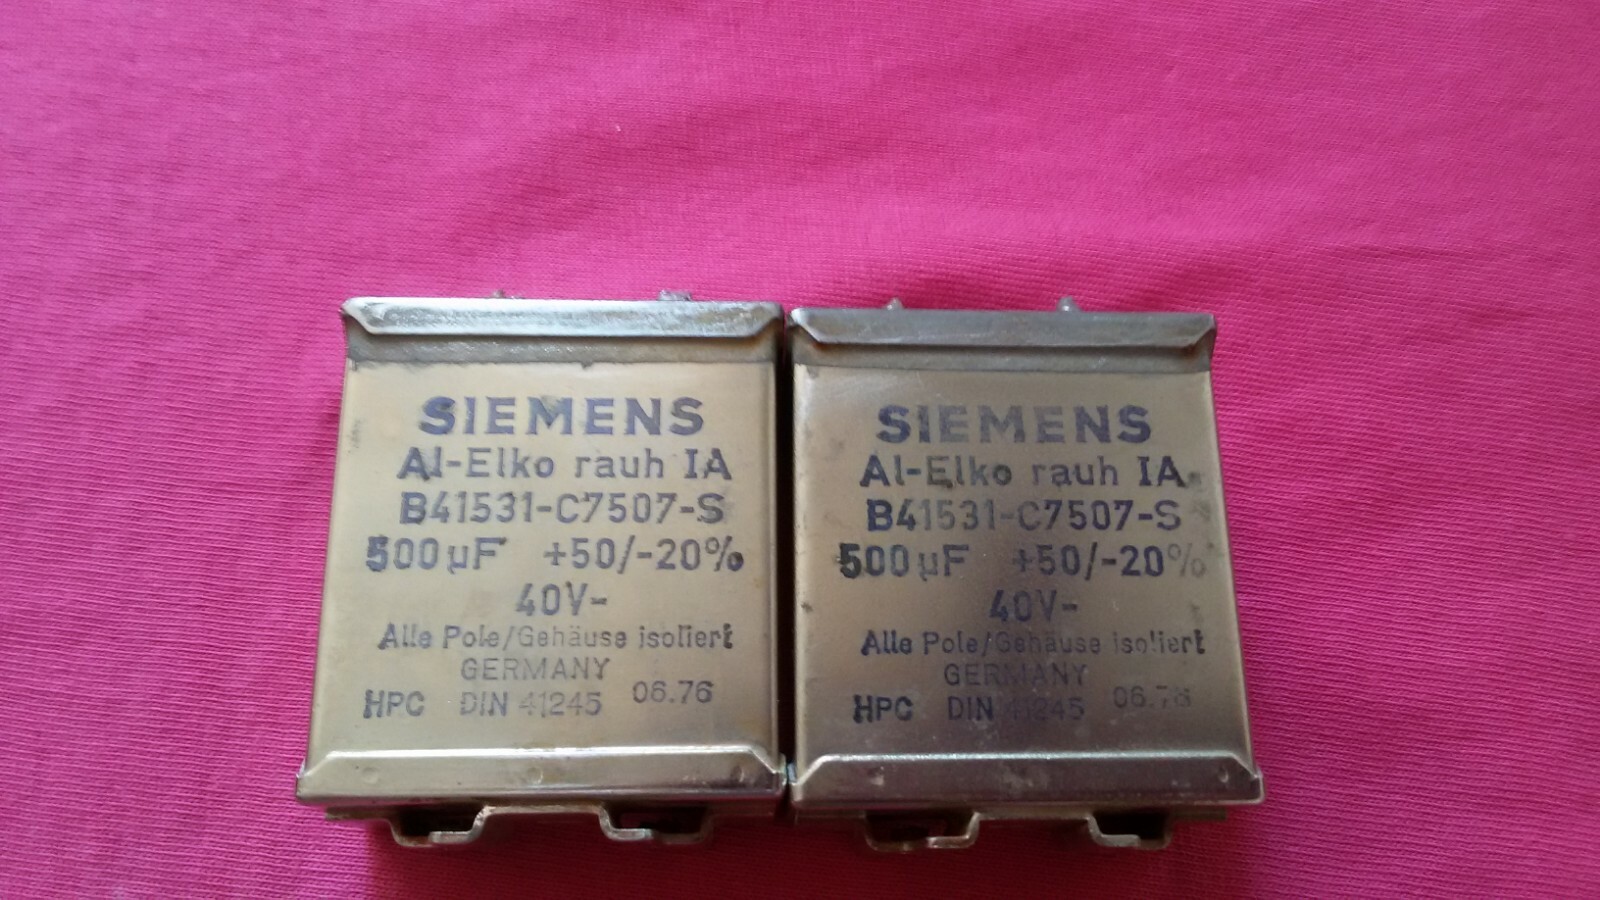 SIEMENS
Al-Elko rauh IA
B41531-C7507-S
500µF +50/-20%
40V-
Alle Pole/Gehäuse isoliert
GERMANY
HPC DIN 41245 06.76
SIEMENS
Al-Elko rauh IA
B41531-C7507-S
500µF +50/-20%
40V-
Alle Pole/Gehäuse isoliert
GERMANY
HPC DIN 41245